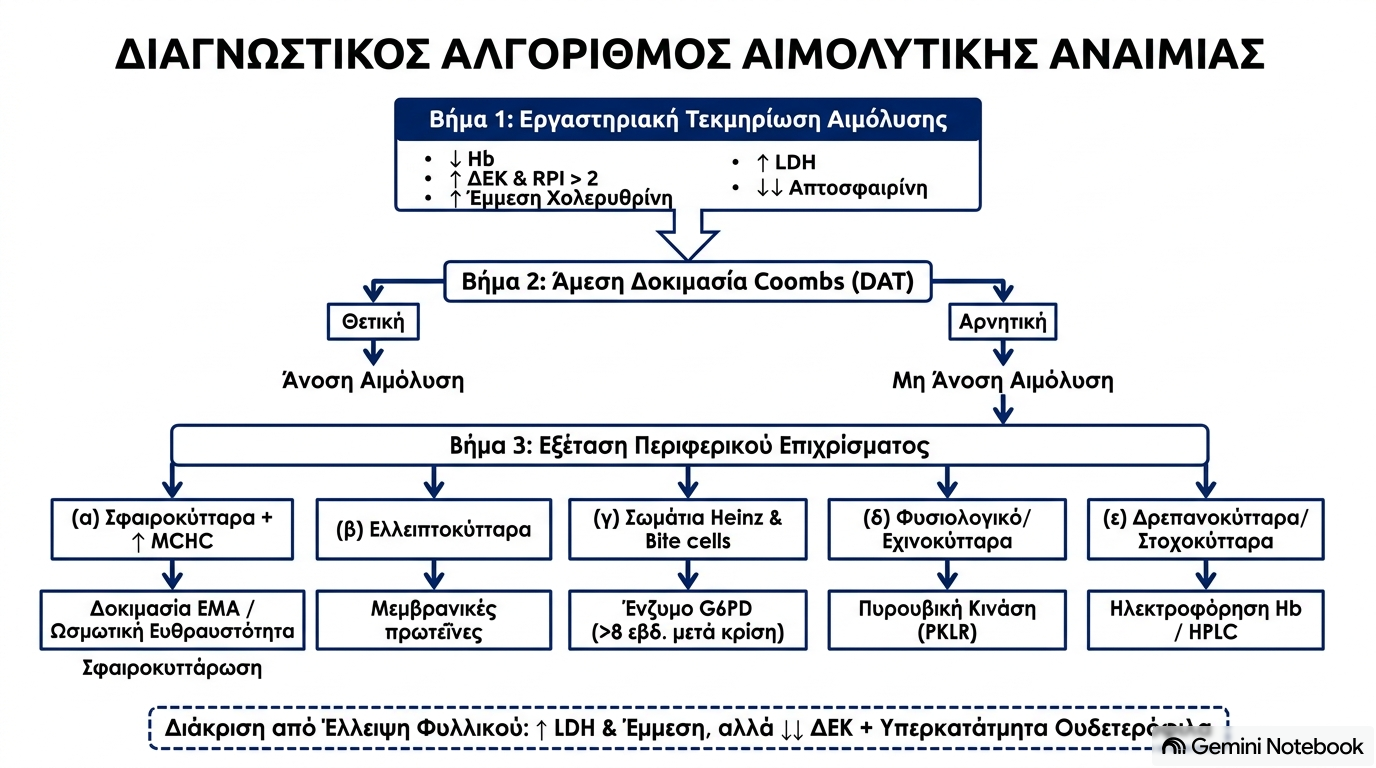 ΔΙΑΓΝΩΣΤΙΚΟΣ ΑΛΓΟΡΙΘΜΟΣ ΑΙΜΟΛΥΤΙΚΗΣ ΑΝΑΙΜΙΑΣ
Βήμα 1: Εργαστηριακή Τεκμηρίωση Αιμόλυσης
• ↓ Hb
• ↑ ΔΕΚ & RPI > 2
• ↑ Έμμεση Χολερυθρίνη
• ↑ LDH
• ↓↓ Απτοσφαιρίνη
Βήμα 2: Άμεση Δοκιμασία Coombs (DAT)
Θετική
Αρνητική
Άνοση Αιμόλυση
Μη Άνοση Αιμόλυση
Βήμα 3: Εξέταση Περιφερικού Επιχρίσματος
(α) Σφαιροκύτταρα +
↑ MCHC
(β) Ελλειπτοκύτταρα
(γ) Σωμάτια Heinz &
Bite cells
(δ) Φυσιολογικό/
Εχινοκύτταρα
(ε) Δρεπανοκύτταρα/
Στοχοκύτταρα
Δοκιμασία EMA /
Ωσμωτική Ευθραυστότητα
Μεμβρανικές
πρωτεΐνες
Ένζυμο G6PD
(>8 εβδ. μετά κρίση)
Πυρουβική Κινάση
(PKLR)
Ηλεκτροφόρηση Hb
/ HPLC
Σφαιροκυττάρωση
Διάκριση από Έλλειψη Φυλλικού: ↑ LDH & Έμμεση, αλλά ↓↓ ΔΕΚ + Υπερκατάτμητα Ουδετερόφιλα
Gemini Notebook